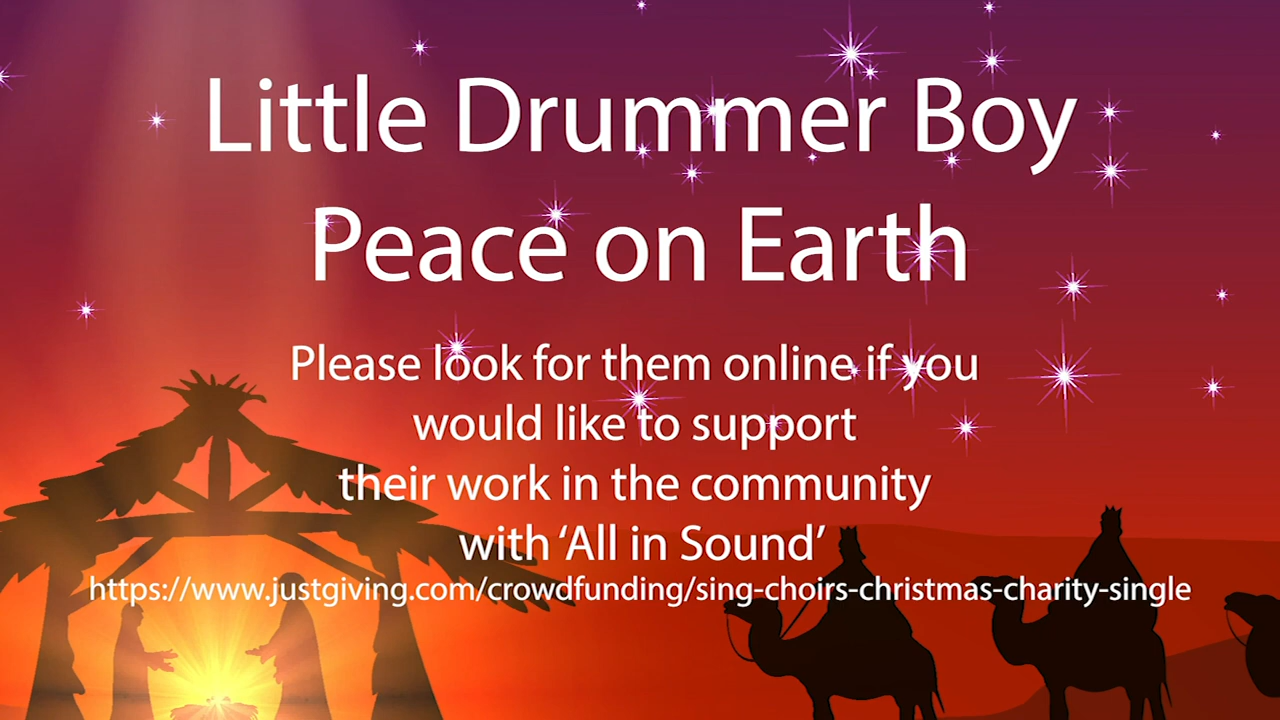 Little Drummer Boy
Peace on Earth
Please look for them online if you
would like to support
their work in the community
with ‘All in Sound’
https://www.justgiving.com/crowdfunding/sing-choirs-christmas-charity-single